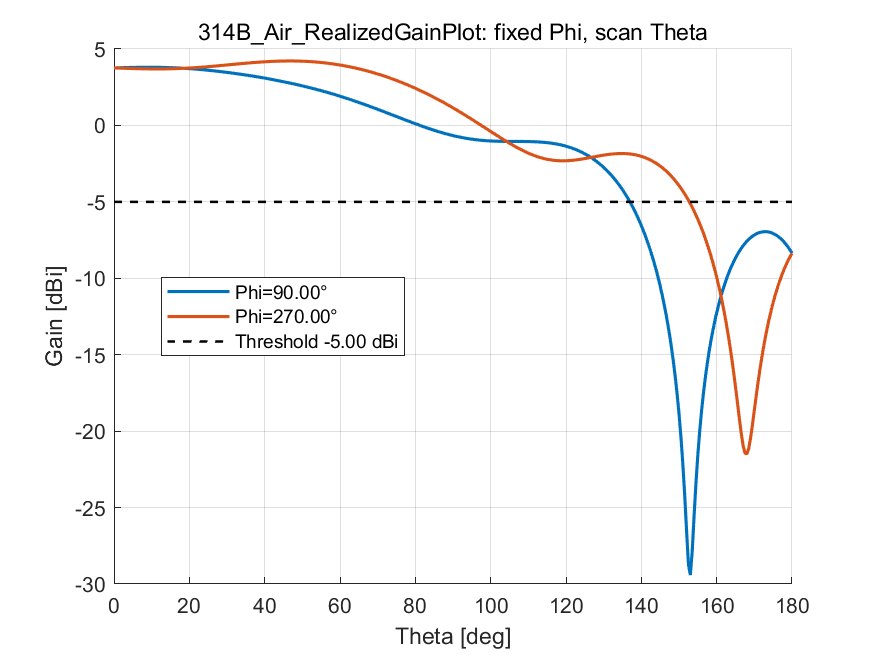 314B_Air_RealizedGainPlot: fixed Phi, scan Theta
5
0
-5
-10
-15
-20
-25
-30
Gain [dBi]
Phi=90.00°
Phi=270.00°
Threshold -5.00 dBi
0 20 40 60 80 100 120 140 160 180
Theta [deg]